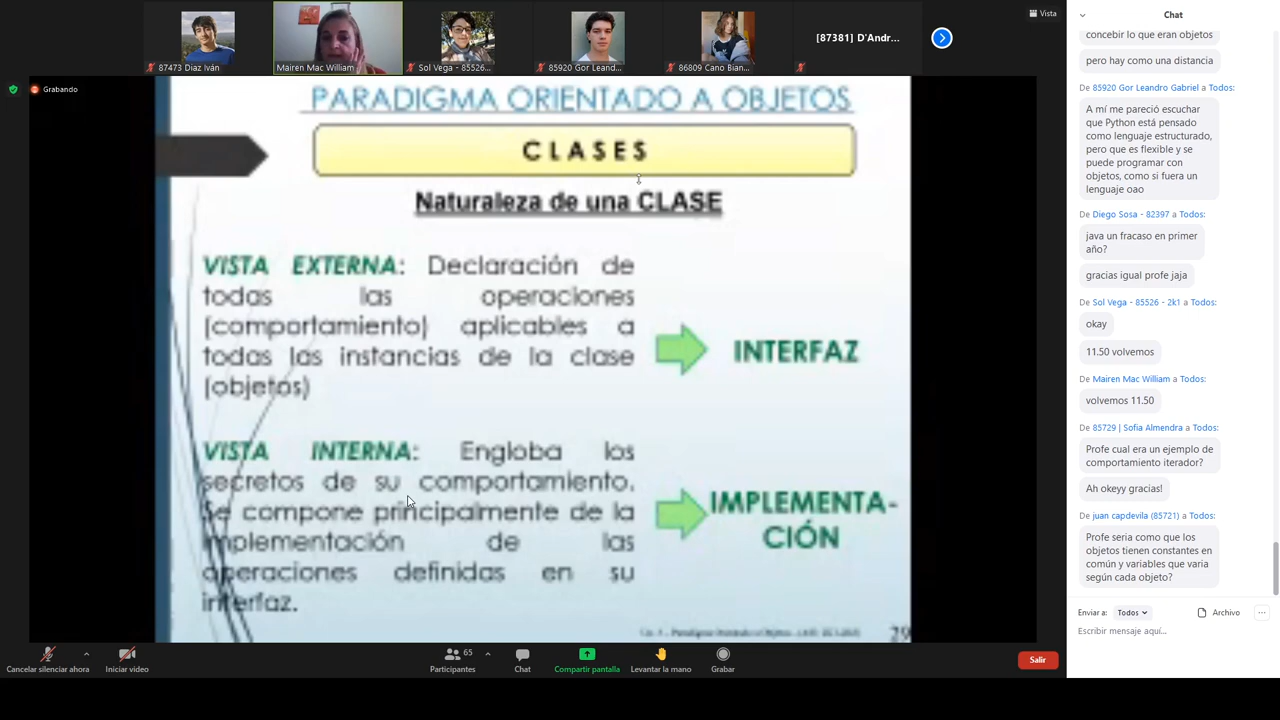 Vista
87473 Diaz Iván
Mairen Mac William
Sol Vega - 85526...
85920 Gor Leand...
86809 Cano Bian...
[87381] D'Andr...
Grabando
PARADIGMA ORIENTADO A OBJETOS
CLASES
Naturaleza de una CLASE
VISTA EXTERNA: Declaración de
todas las operaciones
(comportamiento) aplicables a
todas las instancias de la clase
(objetos)
INTERFAZ
VISTA INTERNA: Engloba los
secretos de su comportamiento.
Se compone principalmente de la
implementación de las
operaciones definidas en su
interfaz.
IMPLEMENTA-
CIÓN
29
Cancelar silenciar ahora
Iniciar video
65
Participantes
Chat
Compartir pantalla
Levantar la mano
Grabar
Salir
Chat
concebir lo que eran objetos
pero hay como una distancia
De 85920 Gor Leandro Gabriel a Todos:
A mí me pareció escuchar
que Python está pensado
como lenguaje estructurado,
pero que es flexible y se
puede programar con
objetos, como si fuera un
lenguaje oao
De Diego Sosa - 82397 a Todos:
java un fracaso en primer
año?
gracias igual profe jaja
De Sol Vega - 85526 - 2k1 a Todos:
okay
11.50 volvemos
De Mairen Mac William a Todos:
volvemos 11.50
De 85729 | Sofia Almendra a Todos:
Profe cual era un ejemplo de
comportamiento iterador?
Ah okeyy gracias!
De juan capdevila (85721) a Todos:
Profe seria como que los
objetos tienen constantes en
común y variables que varia
según cada objeto?
Enviar a: Todos
Archivo
...
Escribir mensaje aquí...